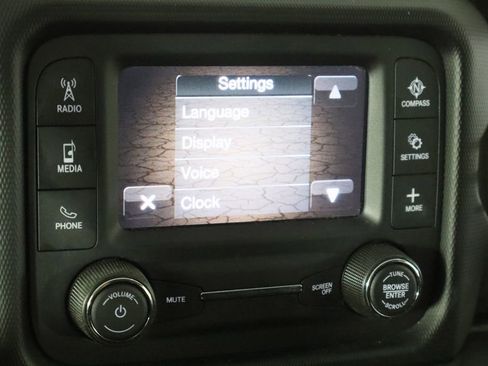 Settings
Language
Display
Voice
Clock
RADIO
MEDIA
PHONE
N
COMPASS
SETTINGS
+
MORE
VOLUME
MUTE
SCREEN
OFF
TUNE
BROWSE
ENTER
SCROLL